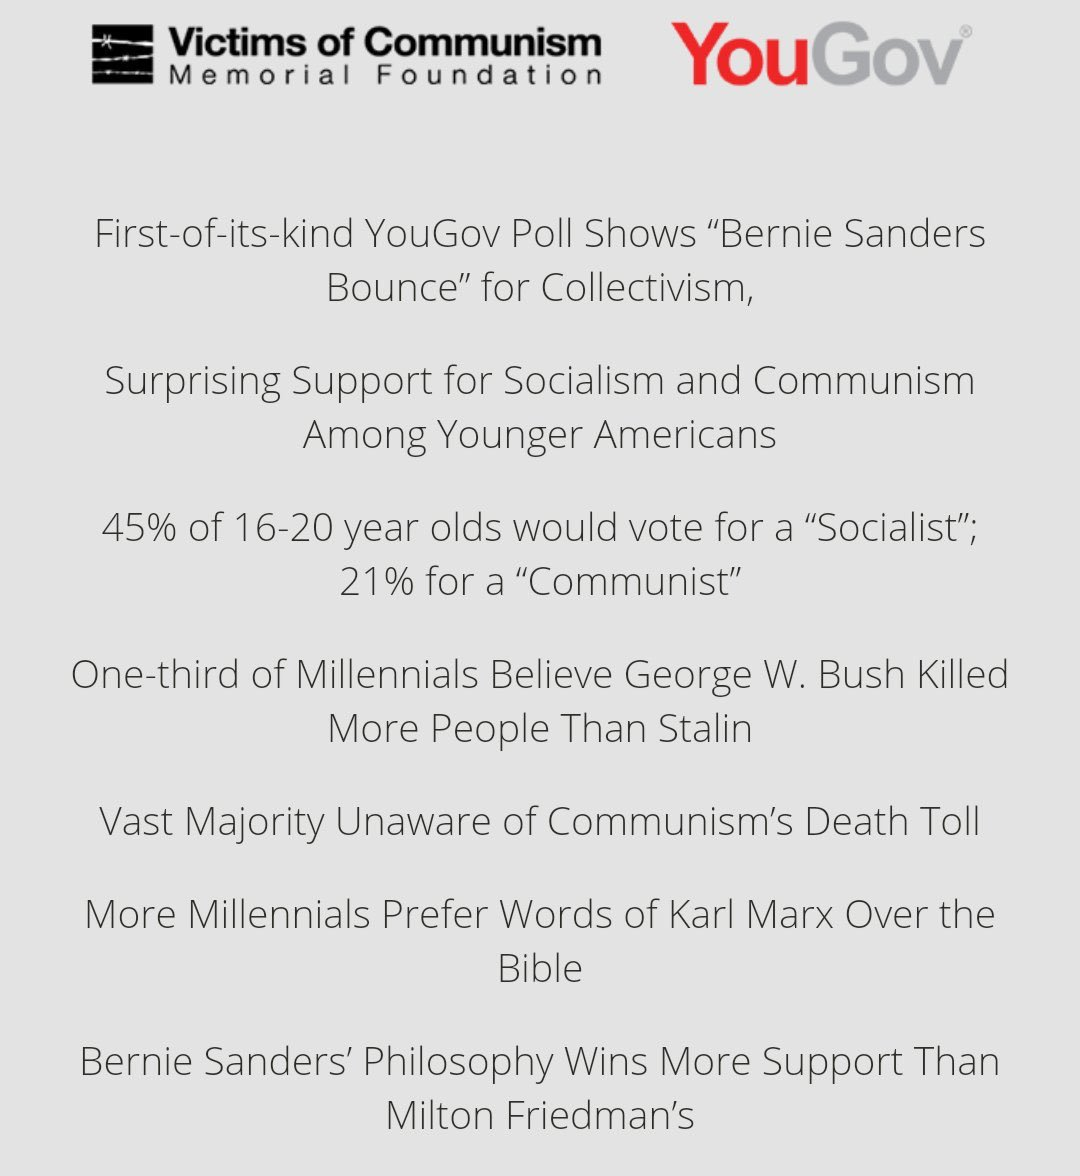 Victims of Communism
Memorial Foundation
YouGov®
First-of-its-kind YouGov Poll Shows “Bernie Sanders
Bounce” for Collectivism,
Surprising Support for Socialism and Communism
Among Younger Americans
45% of 16-20 year olds would vote for a “Socialist”;
21% for a “Communist”
One-third of Millennials Believe George W. Bush Killed
More People Than Stalin
Vast Majority Unaware of Communism’s Death Toll
More Millennials Prefer Words of Karl Marx Over the
Bible
Bernie Sanders’ Philosophy Wins More Support Than
Milton Friedman’s